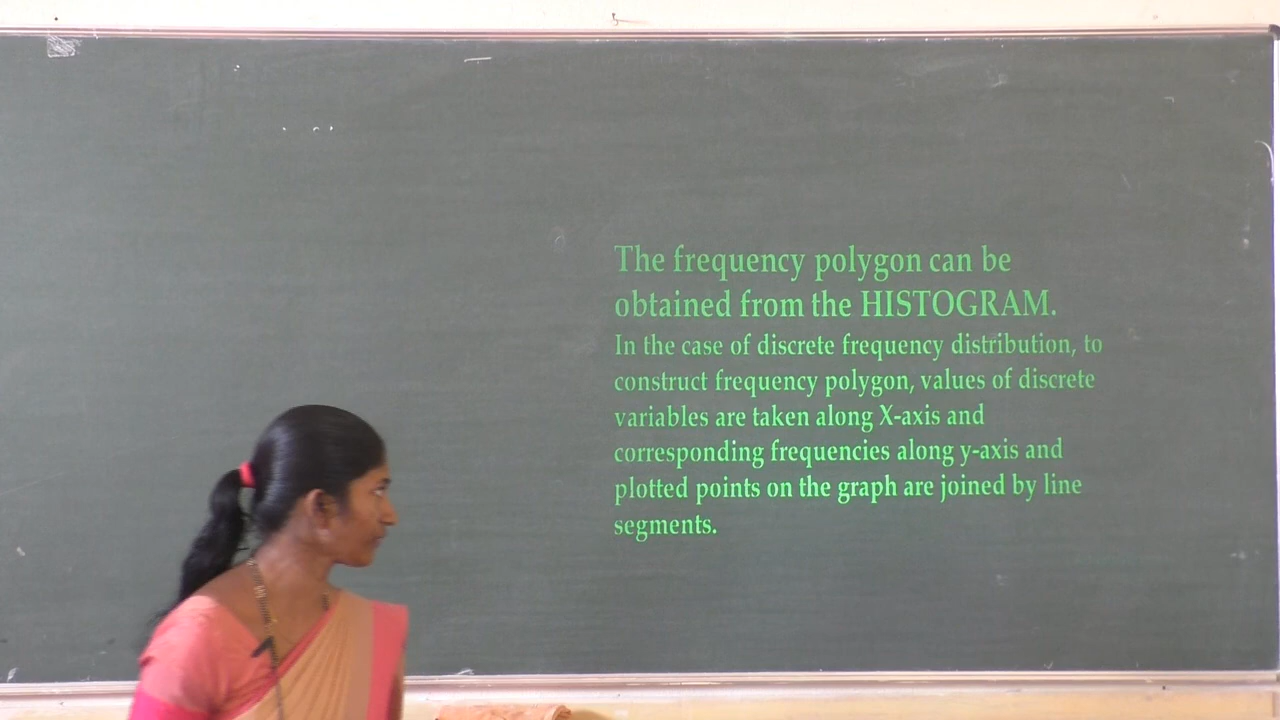 The frequency polygon can be
obtained from the HISTOGRAM.
In the case of discrete frequency distribution, to
construct frequency polygon, values of discrete
variables are taken along X-axis and
corresponding frequencies along y-axis and
plotted points on the graph are joined by line
segments.